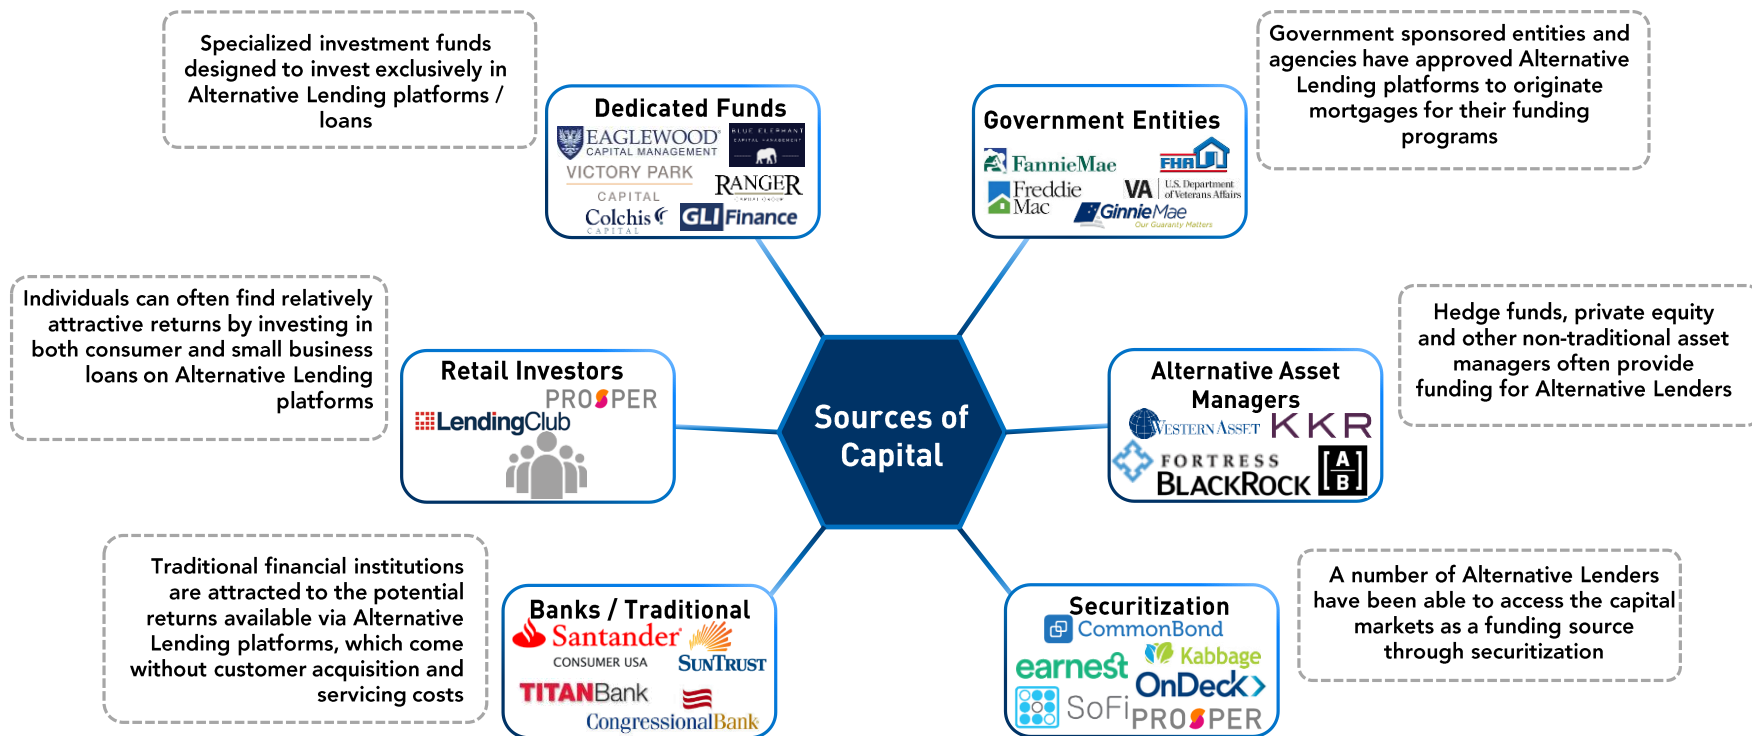 Specialized investment funds
designed to invest exclusively in
Alternative Lending platforms /
loans
Dedicated Funds
EAGLEWOOD
CAPITAL MANAGEMENT
BLUE ELEPHANT
CAPITAL MANAGEMENT
VICTORY PARK
CAPITAL
RANGER
Colchis
CAPITAL
GLI Finance
Government Entities
FannieMae
FHA
Freddie
Mac
VA
U.S. Department
of Veterans Affairs
GinnieMae
Our Guaranty Matters
Government sponsored entities and
agencies have approved Alternative
Lending platforms to originate
mortgages for their funding
programs
Individuals can often find relatively
attractive returns by investing in
both consumer and small business
loans on Alternative Lending
platforms
Retail Investors
PROSPER
LendingClub
Sources of
Capital
Alternative Asset
Managers
WESTERN ASSET
KKR
FORTRESS
BLACKROCK
[A/B]
Hedge funds, private equity
and other non-traditional asset
managers often provide
funding for Alternative Lenders
Traditional financial institutions
are attracted to the potential
returns available via Alternative
Lending platforms, which come
without customer acquisition and
servicing costs
Banks / Traditional
Santander
CONSUMER USA
SUNTRUST
TITANBank
CongressionalBank
Securitization
CommonBond
earnest
Kabbage
OnDeck
SoFi
PROSPER
A number of Alternative Lenders
have been able to access the capital
markets as a funding source
through securitization